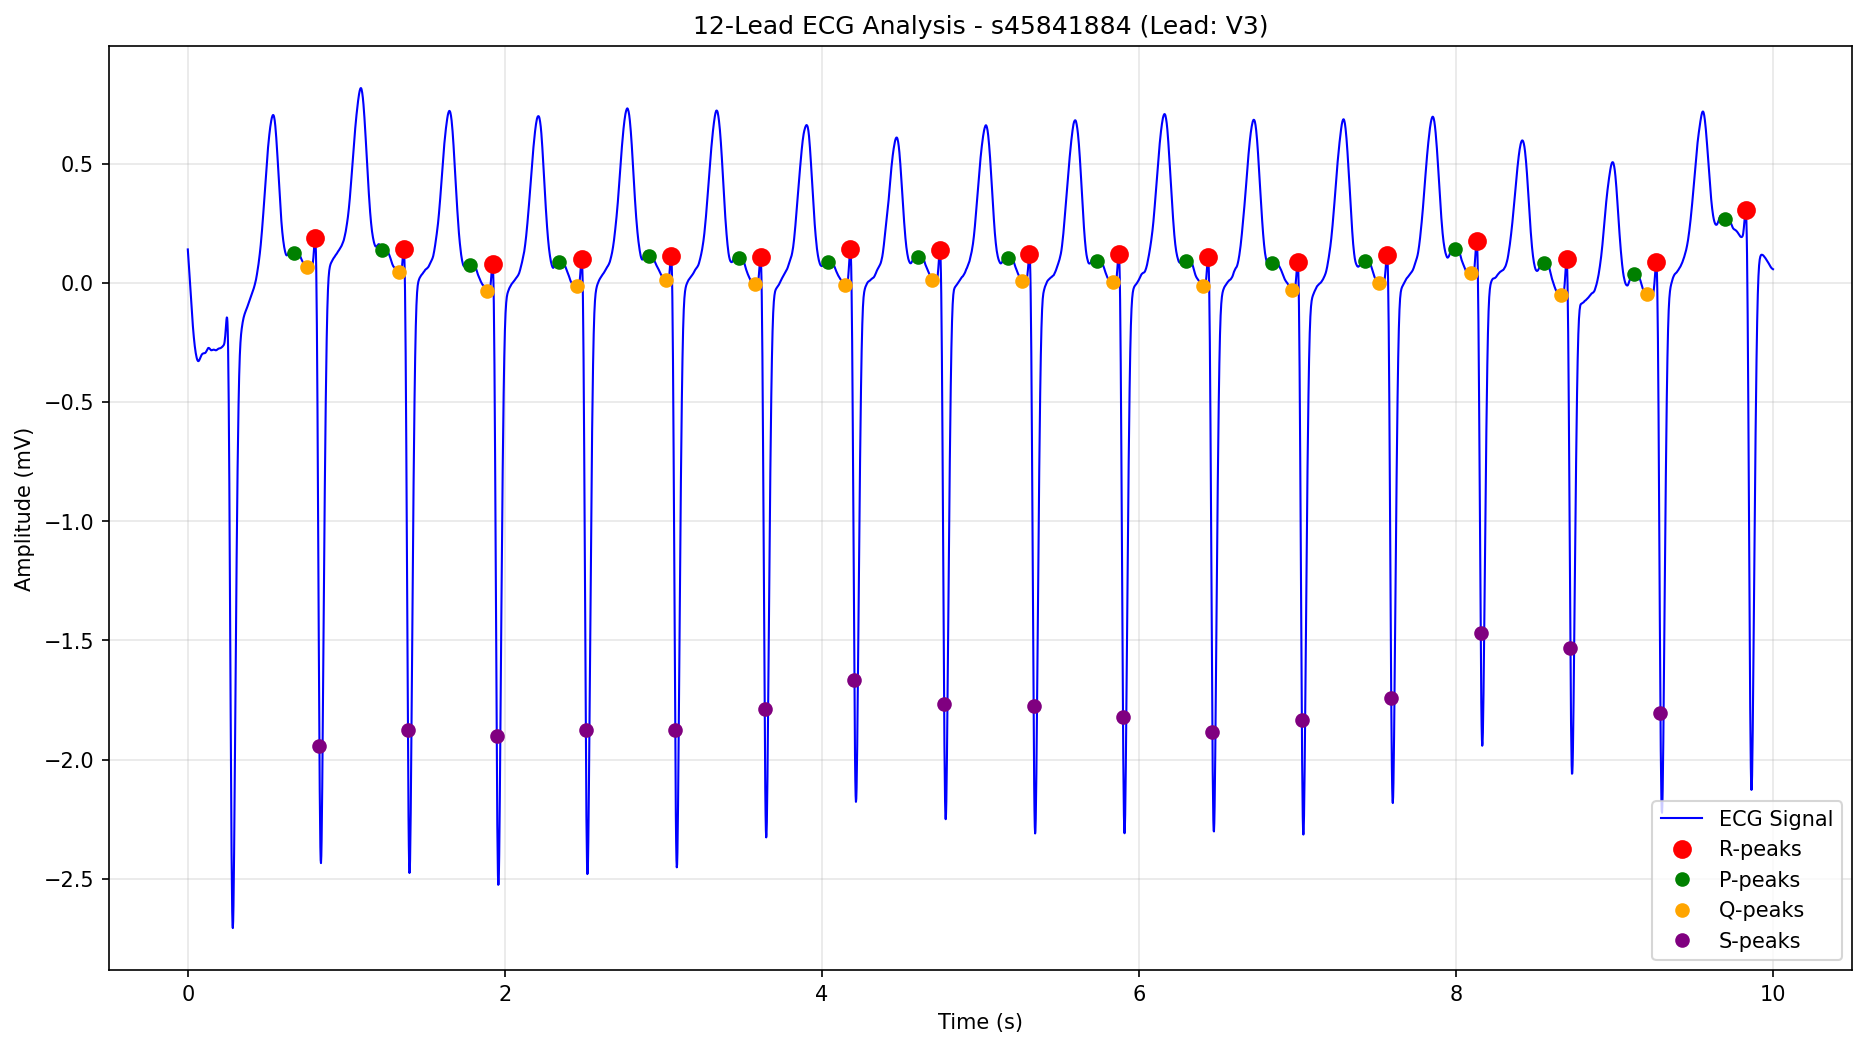 12-Lead ECG Analysis - s45841884 (Lead: V3)
0.5
0.0
−0.5
−1.0
−1.5
−2.0
−2.5
Amplitude (mV)
0 2 4 6 8 10
Time (s)
ECG Signal
R-peaks
P-peaks
Q-peaks
S-peaks